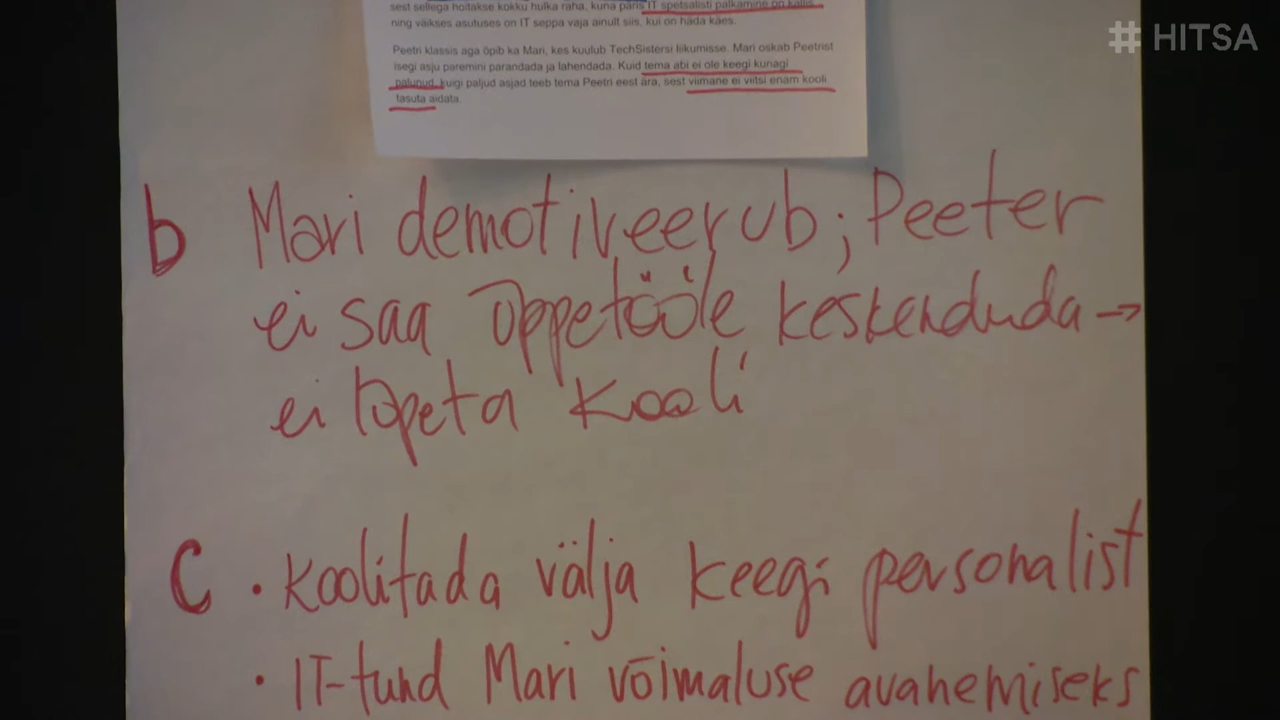 sest sellega hoitakse kokku hulka raha, kuna päris IT spetsalisti palkamine on kallis
ning väikses asutuses on IT seppa vaja ainult siis, kui on häda käes.
Peetri klassis aga õpib ka Mari, kes kuulub TechSistersi liikumisse. Mari oskab Peetrist
isegi asju paremini parandada ja lahendada. Kuid tema abi ei ole keegi kunagi
palunud, kuigi paljud asjad teeb tema Peetri eest ära, sest viimane ei viitsi enam kooli
tasuta aidata.
# HITSA
b Mari demotiveerub; Peeter
ei saa õppetööle keskenduda →
ei lõpeta kooli
C • Koolitada välja keegi personalist
• IT-tund Mari võimaluse avanemiseks